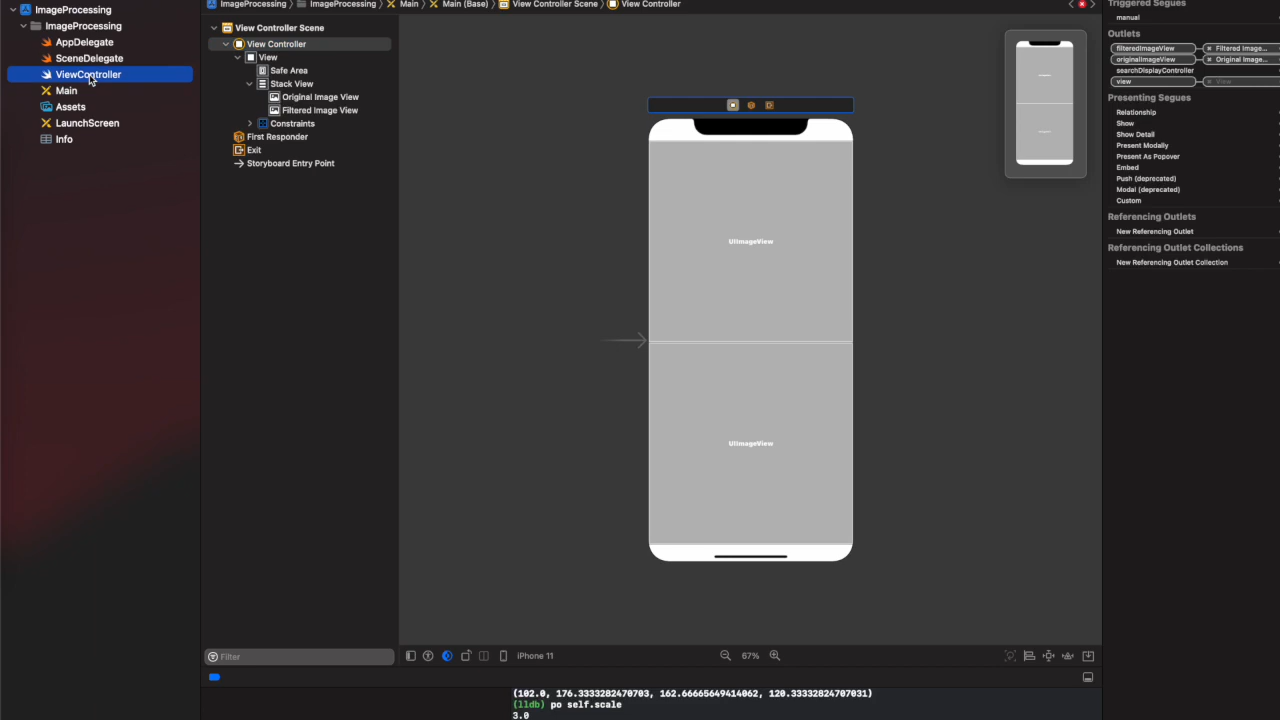 ImageProcessing
ImageProcessing
AppDelegate
SceneDelegate
ViewController
Main
Assets
LaunchScreen
Info
ImageProcessing
ImageProcessing
Main
Main (Base)
View Controller Scene
View Controller
View Controller Scene
View Controller
View
Safe Area
Stack View
Original Image View
Filtered Image View
Constraints
First Responder
Exit
Storyboard Entry Point
Filter
UIImageView
UIImageView
iPhone 11
67%
Triggered Segues
manual
Outlets
filteredImageView
Filtered Image...
originalImageView
Original Image...
searchDisplayController
view
View
Presenting Segues
Relationship
Show
Show Detail
Present Modally
Present As Popover
Embed
Push (deprecated)
Modal (deprecated)
Custom
Referencing Outlets
New Referencing Outlet
Referencing Outlet Collections
New Referencing Outlet Collection
(102.0, 176.3333282470703, 162.66665649414062, 120.33332824707031)
(lldb) po self.scale
3.0